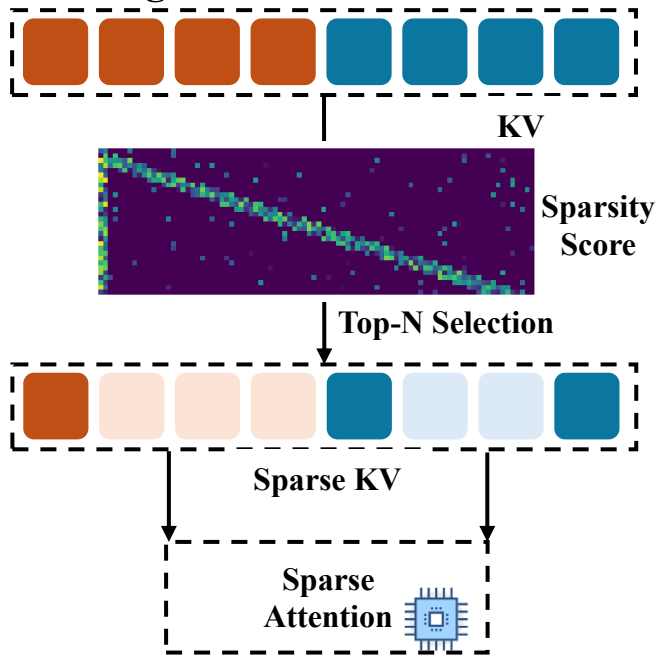 KV
Sparsity
Score
Top-N Selection
Sparse KV
Sparse
Attention